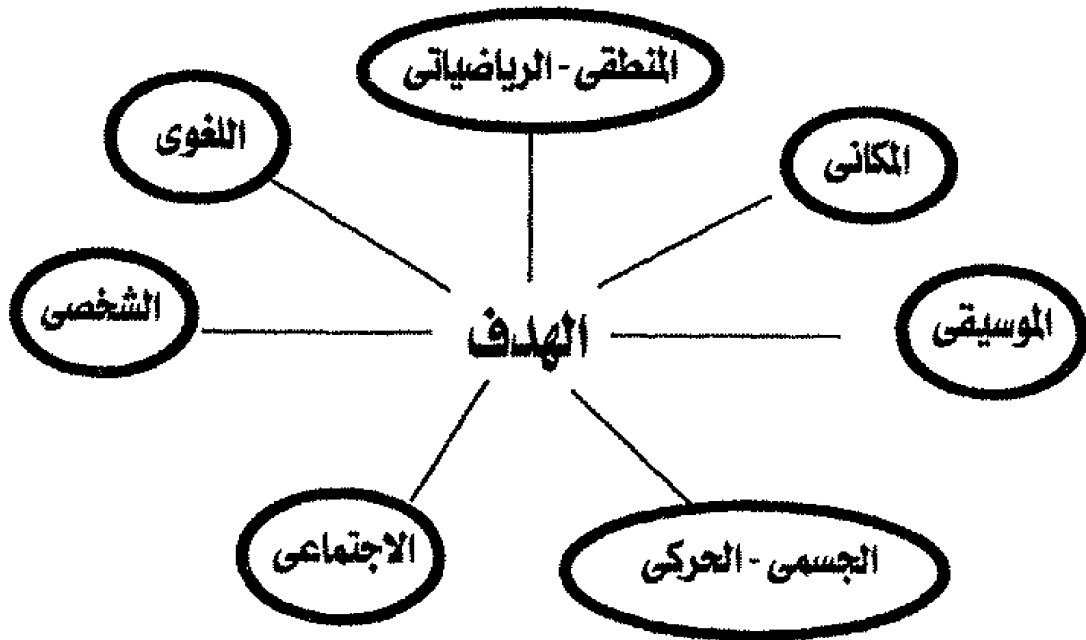 المنطقى - الرياضياتى
المكانى
اللغوى
الموسيقى
الشخصى
الهدف
الجسمى - الحركى
الاجتماعى